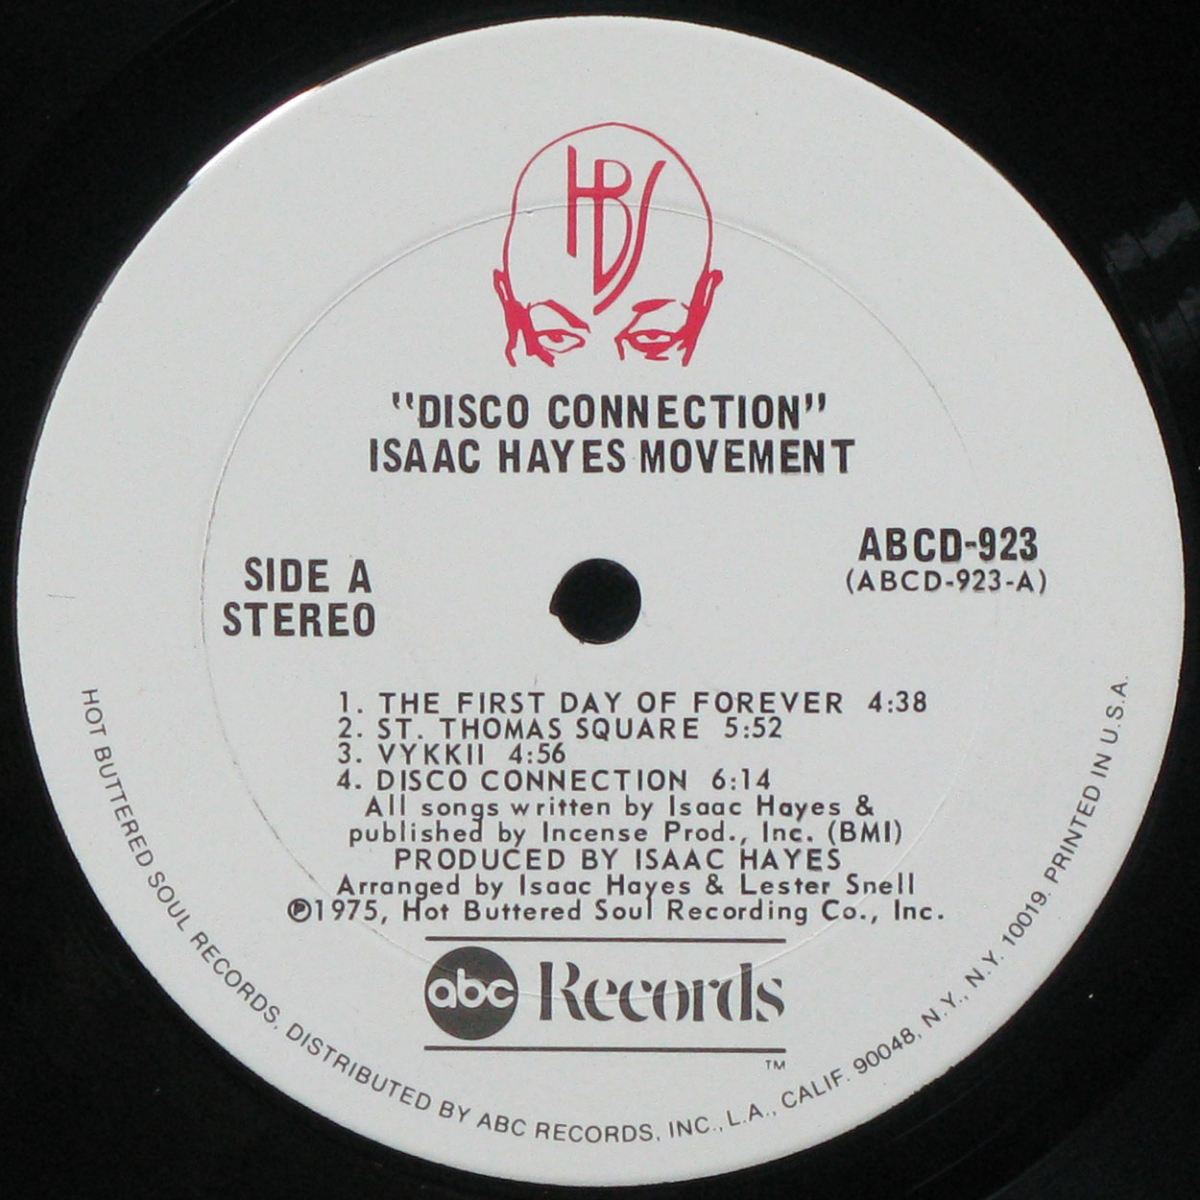 HBS
"DISCO CONNECTION"
ISAAC HAYES MOVEMENT
SIDE A
STEREO
ABCD-923
(ABCD-923-A)
1. THE FIRST DAY OF FOREVER 4:38
2. ST. THOMAS SQUARE 5:52
3. VYKKII 4:56
4. DISCO CONNECTION 6:14
All songs written by Isaac Hayes &
published by Incense Prod., Inc. (BMI)
PRODUCED BY ISAAC HAYES
Arranged by Isaac Hayes & Lester Snell
℗1975, Hot Buttered Soul Recording Co., Inc.
abc Records
TM
HOT BUTTERED SOUL RECORDS, DISTRIBUTED BY ABC RECORDS, INC., L.A., CALIF. 90048, N.Y., N.Y. 10019. PRINTED IN U.S.A.